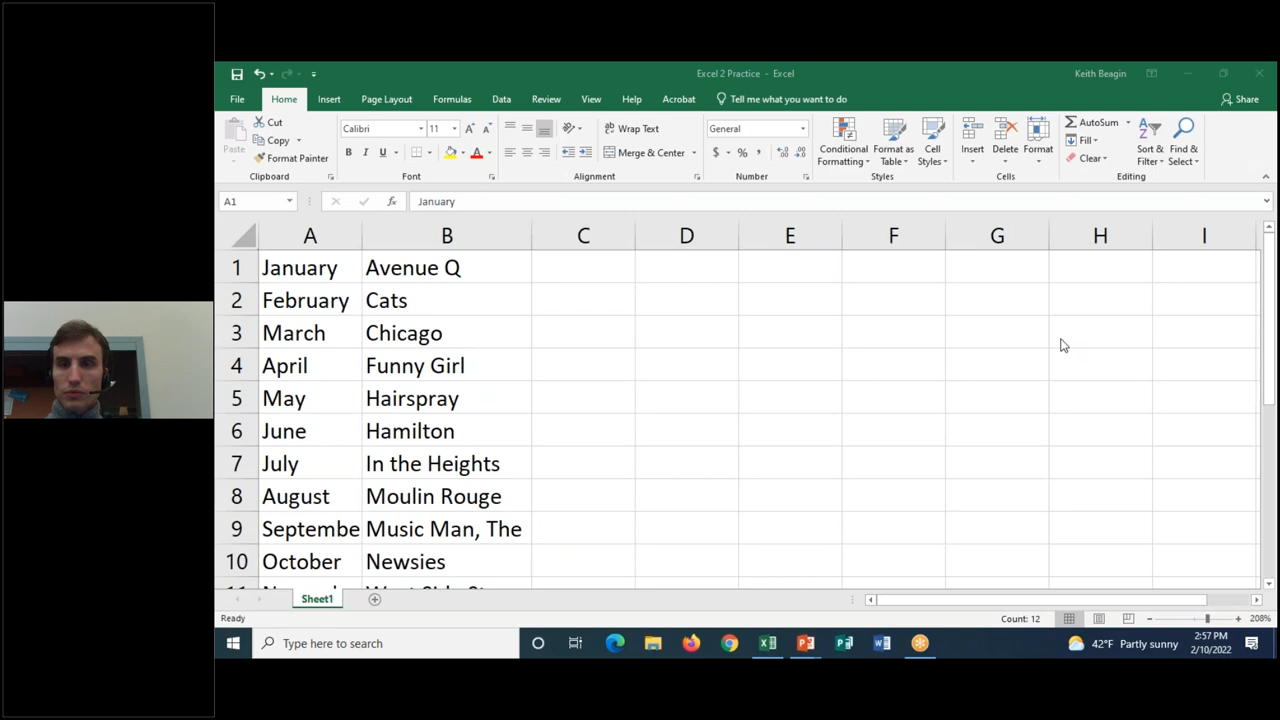 Excel 2 Practice - Excel
Keith Beagin
File Home Insert Page Layout Formulas Data Review View Help Acrobat Tell me what you want to do Share
Paste
Cut
Copy
Format Painter
Clipboard
Calibri 11
B I U A
Font
Wrap Text
Merge & Center
Alignment
General
$ % ,
Number
Conditional Formatting
Format as Table
Cell Styles
Styles
Insert Delete Format
Cells
AutoSum
Fill
Clear
Sort & Filter
Find & Select
Editing
A1 fx January
A B C D E F G H I
1 January Avenue Q
2 February Cats
3 March Chicago
4 April Funny Girl
5 May Hairspray
6 June Hamilton
7 July In the Heights
8 August Moulin Rouge
9 Septembe Music Man, The
10 October Newsies
Sheet1
Ready Count: 12 208%
Type here to search 42°F Partly sunny 2:57 PM
2/10/2022